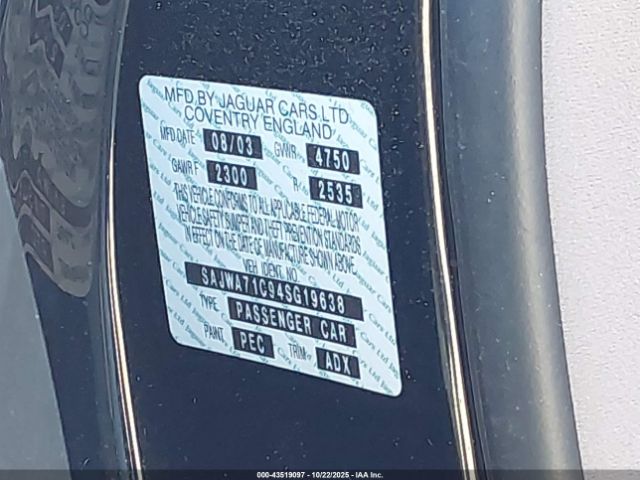 MFD BY JAGUAR CARS LTD
COVENTRY ENGLAND
MFD DATE 08/03 GVWR 4750
GAWR F 2300 R 2535
THIS VEHICLE CONFORMS TO ALL APPLICABLE FEDERAL MOTOR
VEHICLE SAFETY BUMPER AND THEFT PREVENTION STANDARDS
IN EFFECT ON THE DATE OF MANUFACTURE SHOWN ABOVE
VEH IDENT. NO.
SAJWA71C94SG19638
TYPE PASSENGER CAR
PAINT PEC TRIM ADX
000-43519097 - 10/22/2025 - IAA Inc.